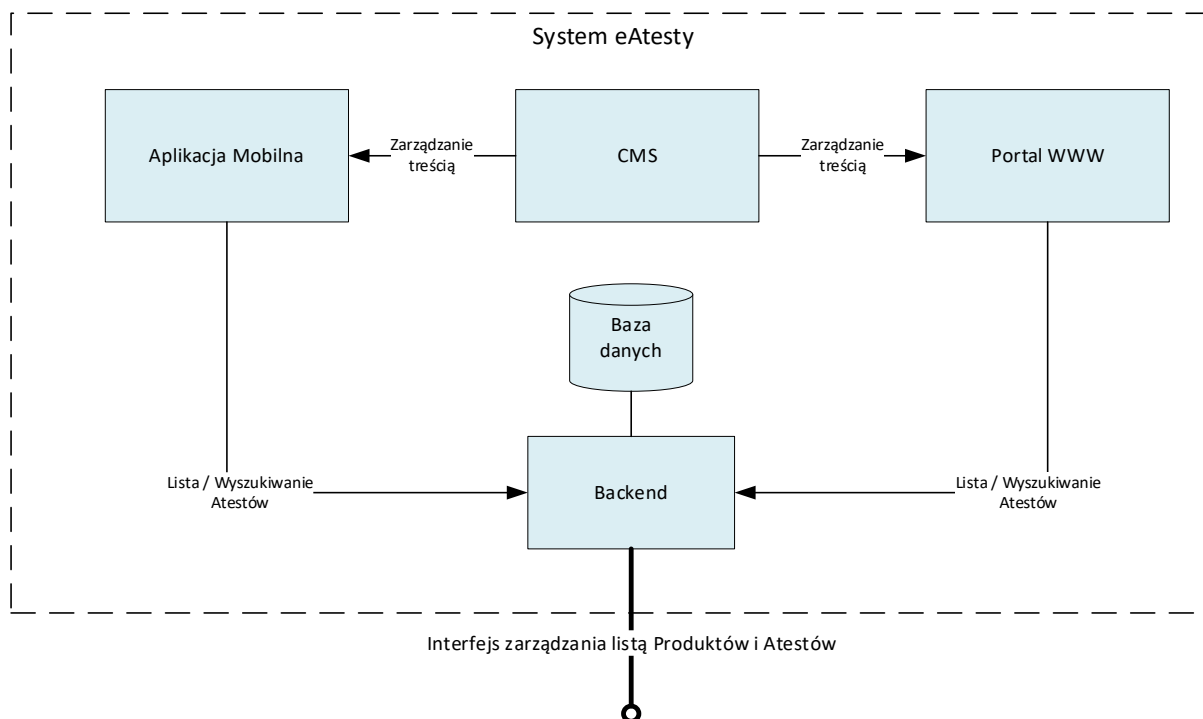 System eAtesty
Aplikacja Mobilna
Zarządzanie
treścią
CMS
Zarządzanie
treścią
Portal WWW
Baza
danych
Lista / Wyszukiwanie
Atestów
Backend
Lista / Wyszukiwanie
Atestów
Interfejs zarządzania listą Produktów i Atestów